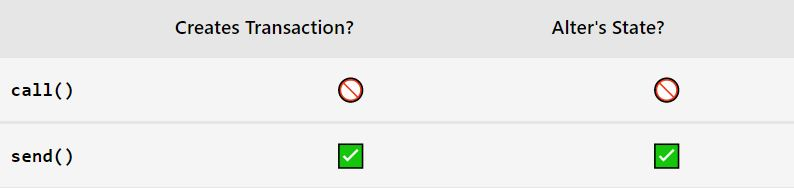 Creates Transaction? Alter's State?
call() 🚫 🚫
send() ✅ ✅